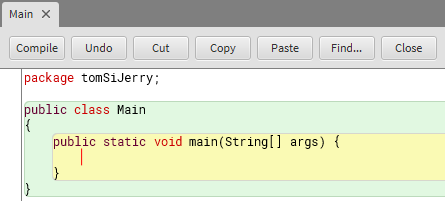 Main ×
Compile Undo Cut Copy Paste Find... Close
package tomSiJerry;
public class Main
{
public static void main(String[] args) {
}
}